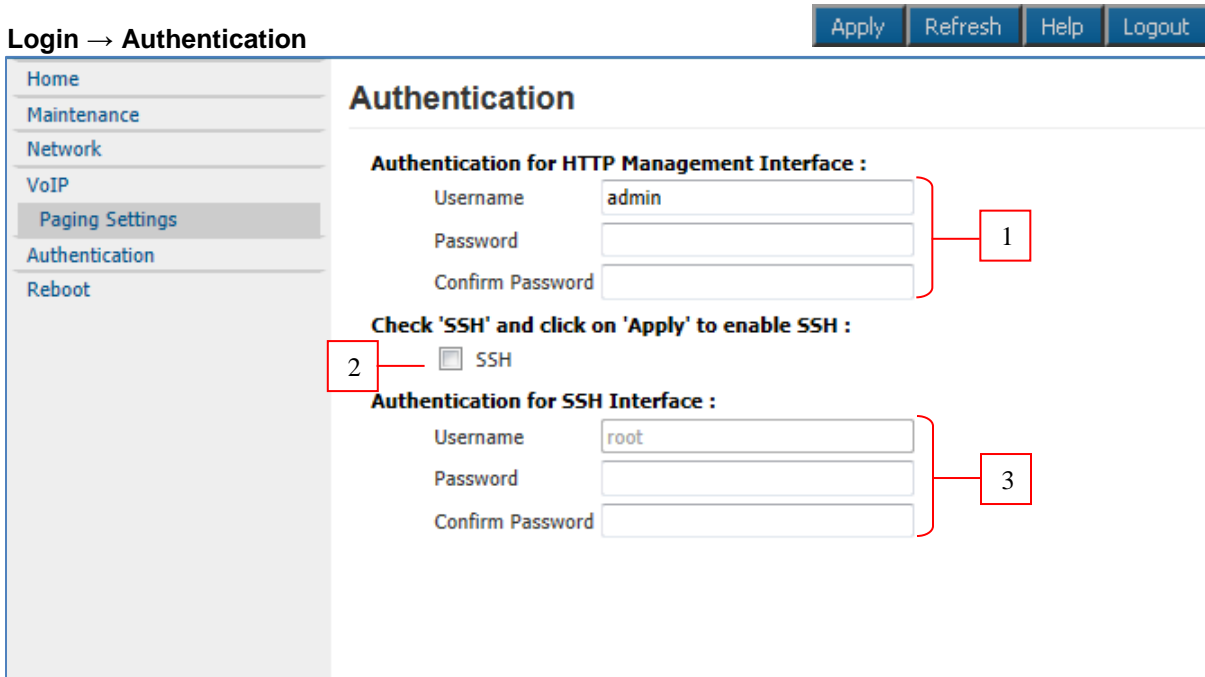 Apply Refresh Help Logout
Login → Authentication
Home
Maintenance
Network
VoIP
Paging Settings
Authentication
Reboot
Authentication
Authentication for HTTP Management Interface :
Username admin
Password
1
Confirm Password
Check 'SSH' and click on 'Apply' to enable SSH :
2 SSH
Authentication for SSH Interface :
Username root
Password
3
Confirm Password